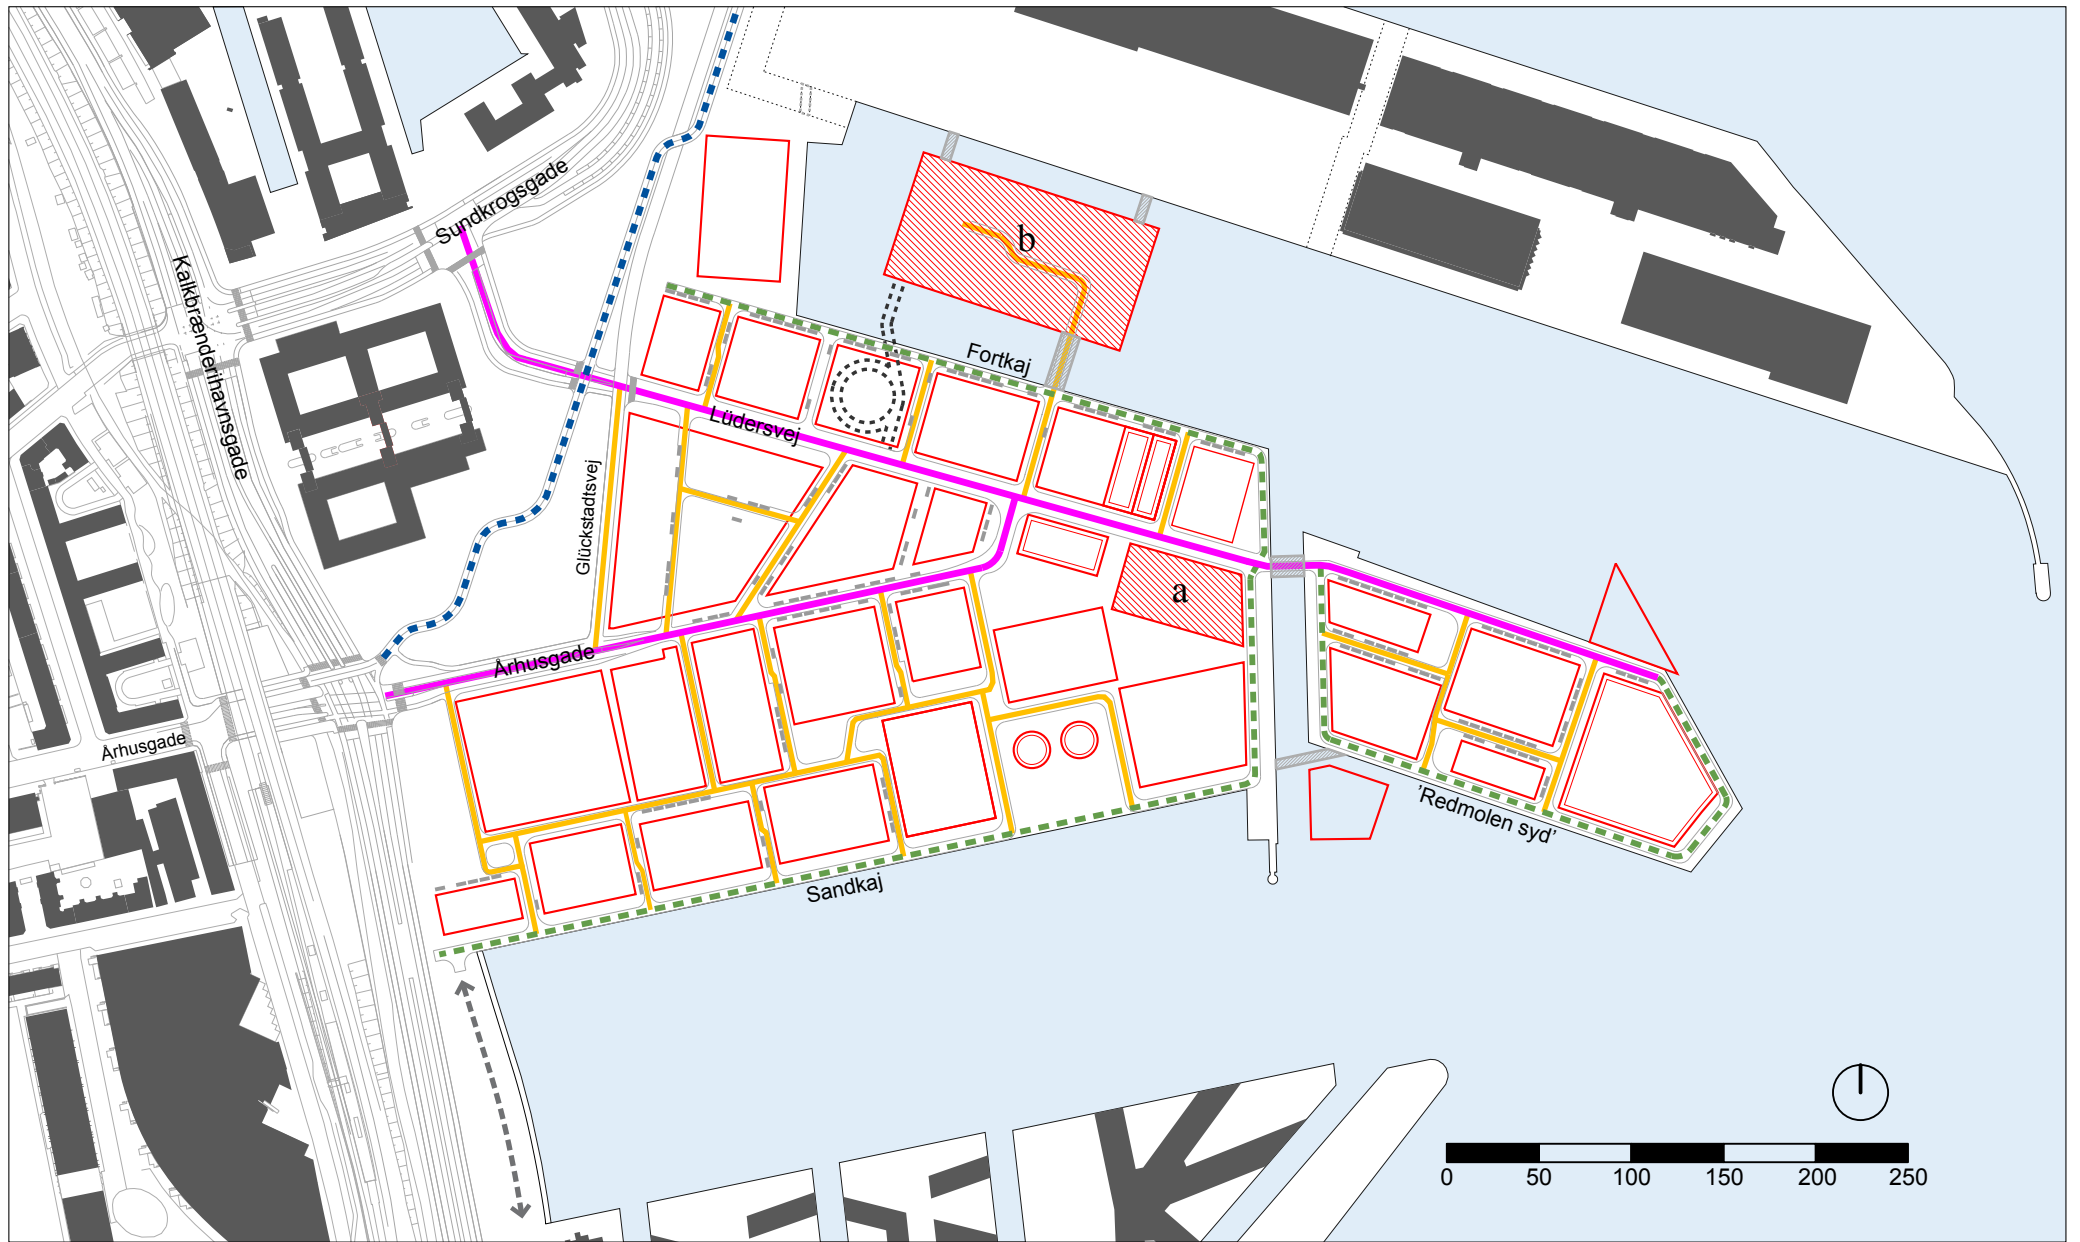 Sundkrogsgade
Kalkbrænderihavnsgade
b
Fortkaj
Lüdersvej
Glückstadtsvej
a
Århusgade
Århusgade
'Redmolen syd'
Sandkaj
0 50 100 150 200 250